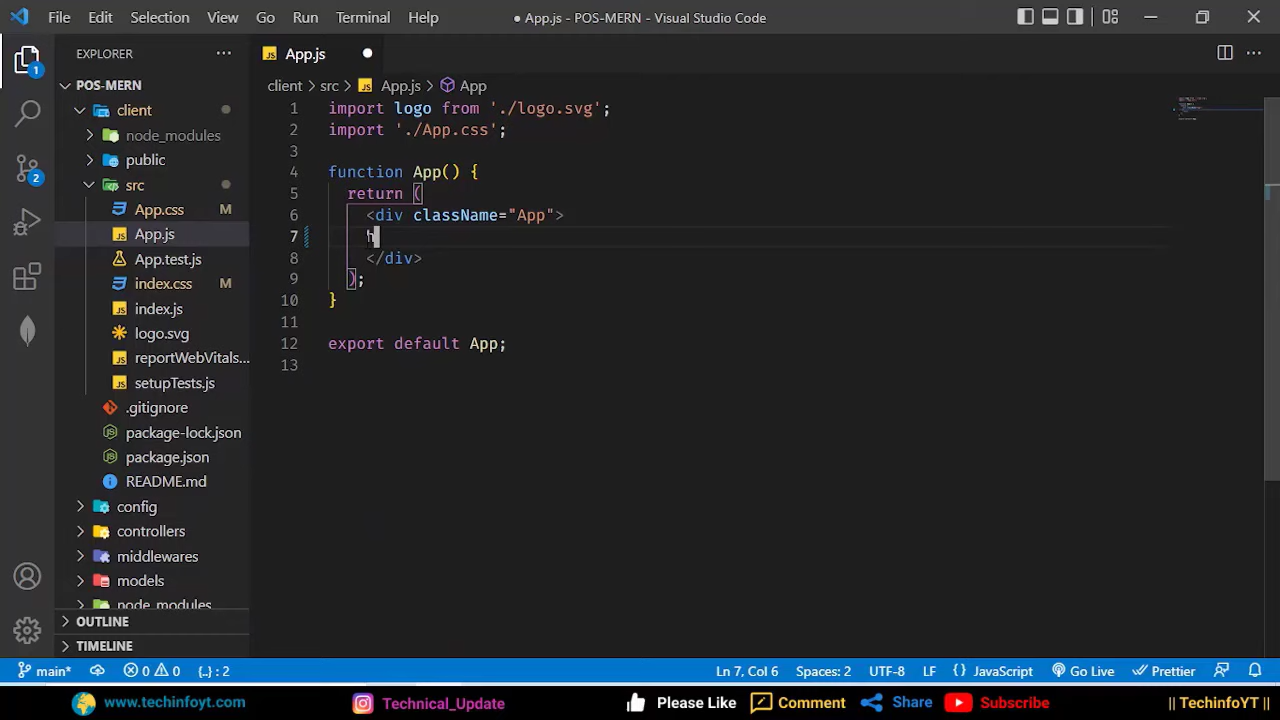 File Edit Selection View Go Run Terminal Help
● App.js - POS-MERN - Visual Studio Code
EXPLORER
POS-MERN
client
node_modules
public
src
App.css M
App.js
App.test.js
index.css M
index.js
logo.svg
reportWebVitals...
setupTests.js
.gitignore
package-lock.json
package.json
README.md
config
controllers
middlewares
models
node_modules
OUTLINE
TIMELINE
1
2
App.js
client > src > App.js > App
1 import logo from './logo.svg';
2 import './App.css';
3
4 function App() {
5 return (
6 <div className="App">
7 h
8 </div>
9 );
10 }
11
12 export default App;
13
main* 0 0 {..} : 2 Ln 7, Col 6 Spaces: 2 UTF-8 LF {} JavaScript Go Live Prettier
www.techinfoyt.com Technical_Update Please Like Comment Share Subscribe || TechinfoYT ||